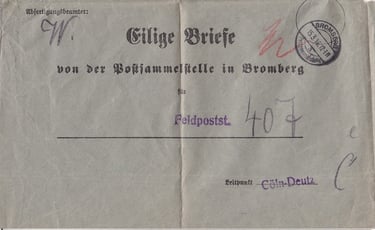 Abfertigungsbeamter:
W.
Eilige Briefe
von der Postsammelstelle in Bromberg
für
Feldpostst. 407
Leitpunkt Cöln-Deutz
C
BROMBERG